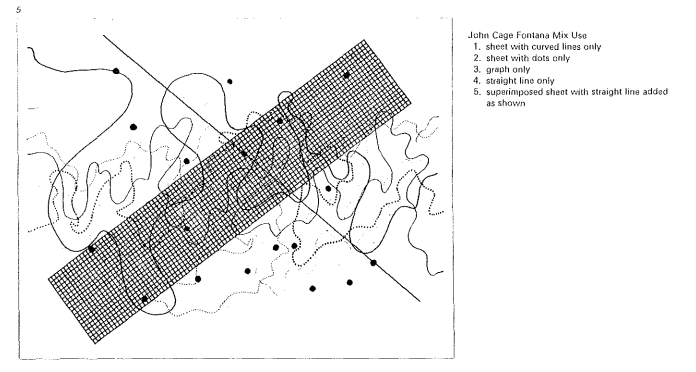 5
John Cage Fontana Mix Use
1. sheet with curved lines only
2. sheet with dots only
3. graph only
4. straight line only
5. superimposed sheet with straight line added
as shown